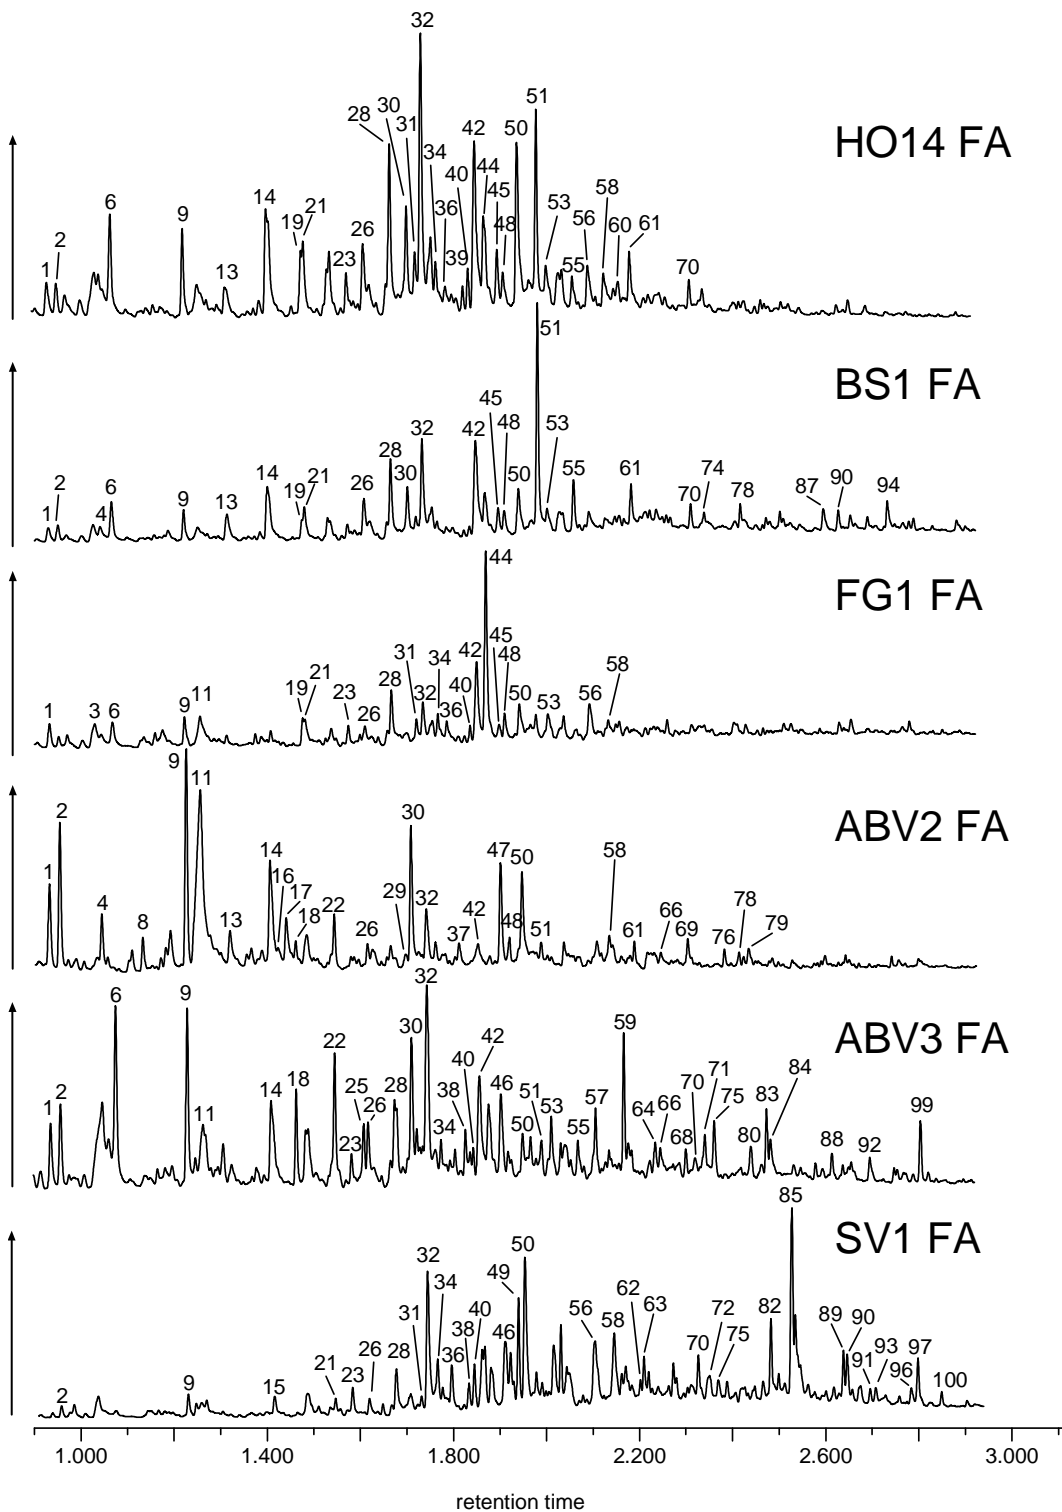 HO14 FA
1 2 6 9 13 14 19 21 23 26 28 30 31 32 34 36 39 40 42 44 45 48 50 51 53 55 56 58 60 61 70
BS1 FA
1 2 4 6 9 13 14 19 21 26 28 30 32 42 45 48 50 51 53 55 61 70 74 78 87 90 94
FG1 FA
1 3 6 9 11 19 21 23 26 28 31 32 34 36 40 42 44 45 48 50 53 56 58
ABV2 FA
1 2 4 8 9 11 13 14 16 17 18 22 26 29 30 32 37 42 47 48 50 51 58 61 66 69 76 78 79
ABV3 FA
1 2 6 9 11 14 18 22 23 25 26 28 30 32 34 38 40 42 46 50 51 53 55 57 59 64 66 68 70 71 75 80 83 84 88 92 99
SV1 FA
2 9 15 21 23 26 28 31 32 34 36 38 40 46 49 50 56 58 62 63 70 72 75 82 85 89 90 91 93 96 97 100
1.000 1.400 1.800 2.200 2.600 3.000
retention time